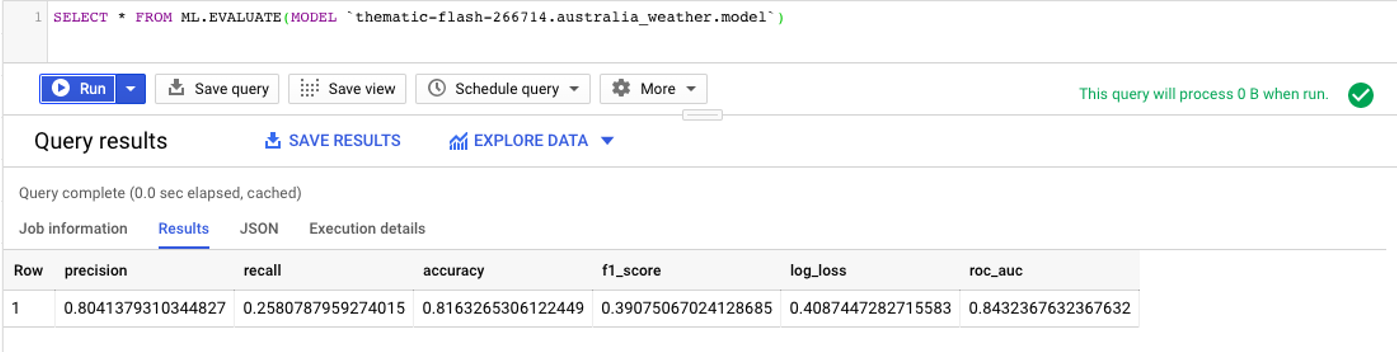 1 SELECT * FROM ML.EVALUATE(MODEL `thematic-flash-266714.australia_weather.model`)
Run Save query Save view Schedule query More This query will process 0 B when run.
Query results SAVE RESULTS EXPLORE DATA
Query complete (0.0 sec elapsed, cached)
Job information Results JSON Execution details
Row precision recall accuracy f1_score log_loss roc_auc
1 0.8041379310344827 0.2580787959274015 0.8163265306122449 0.39075067024128685 0.4087447282715583 0.8432367632367632